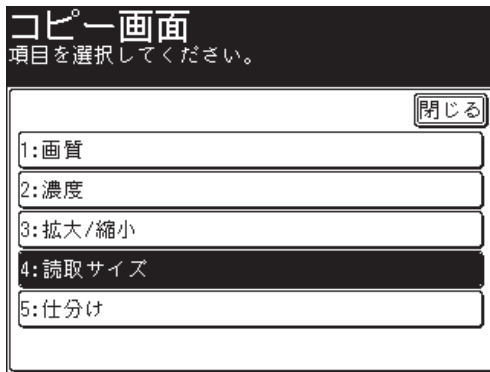 コピー画面
項目を選択してください。
閉じる
1:画質
2:濃度
3:拡大/縮小
4:読取サイズ
5:仕分け